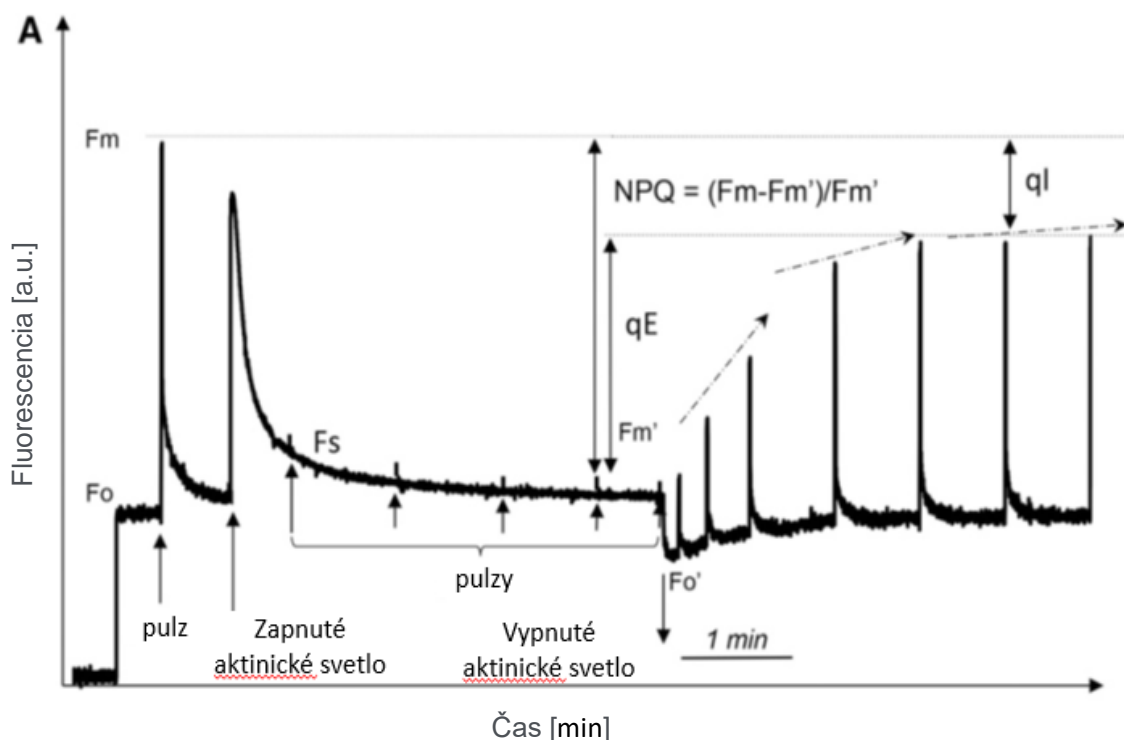 A
Fm
NPQ = (Fm-Fm')/Fm'
qI
qE
Fm'
Fs
Fo
Fo'
pulzy
pulz
Zapnuté
aktinické svetlo
Vypnuté
aktinické svetlo
1 min
Fluorescencia [a.u.]
Čas [min]